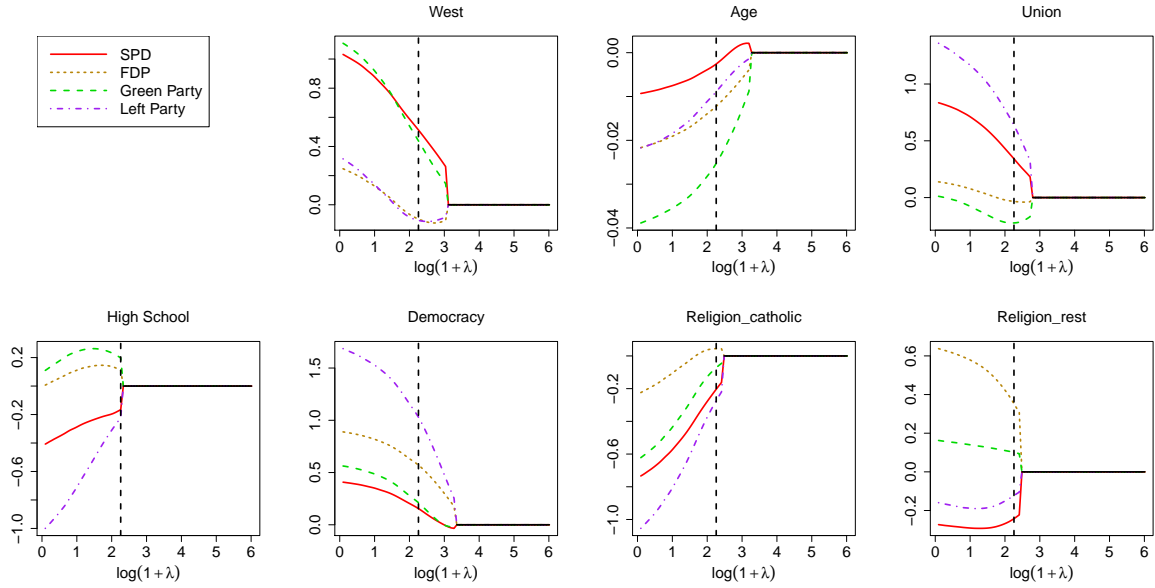 SPD
FDP
Green Party
Left Party
West
0.0 0.4 0.8
0 1 2 3 4 5 6
log(1+λ)
Age
−0.04 −0.02 0.00
0 1 2 3 4 5 6
log(1+λ)
Union
0.0 0.5 1.0
0 1 2 3 4 5 6
log(1+λ)
High School
−1.0 −0.6 −0.2 0.2
0 1 2 3 4 5 6
log(1+λ)
Democracy
0.0 0.5 1.0 1.5
0 1 2 3 4 5 6
log(1+λ)
Religion_catholic
−1.0 −0.6 −0.2
0 1 2 3 4 5 6
log(1+λ)
Religion_rest
−0.2 0.0 0.2 0.4 0.6
0 1 2 3 4 5 6
log(1+λ)